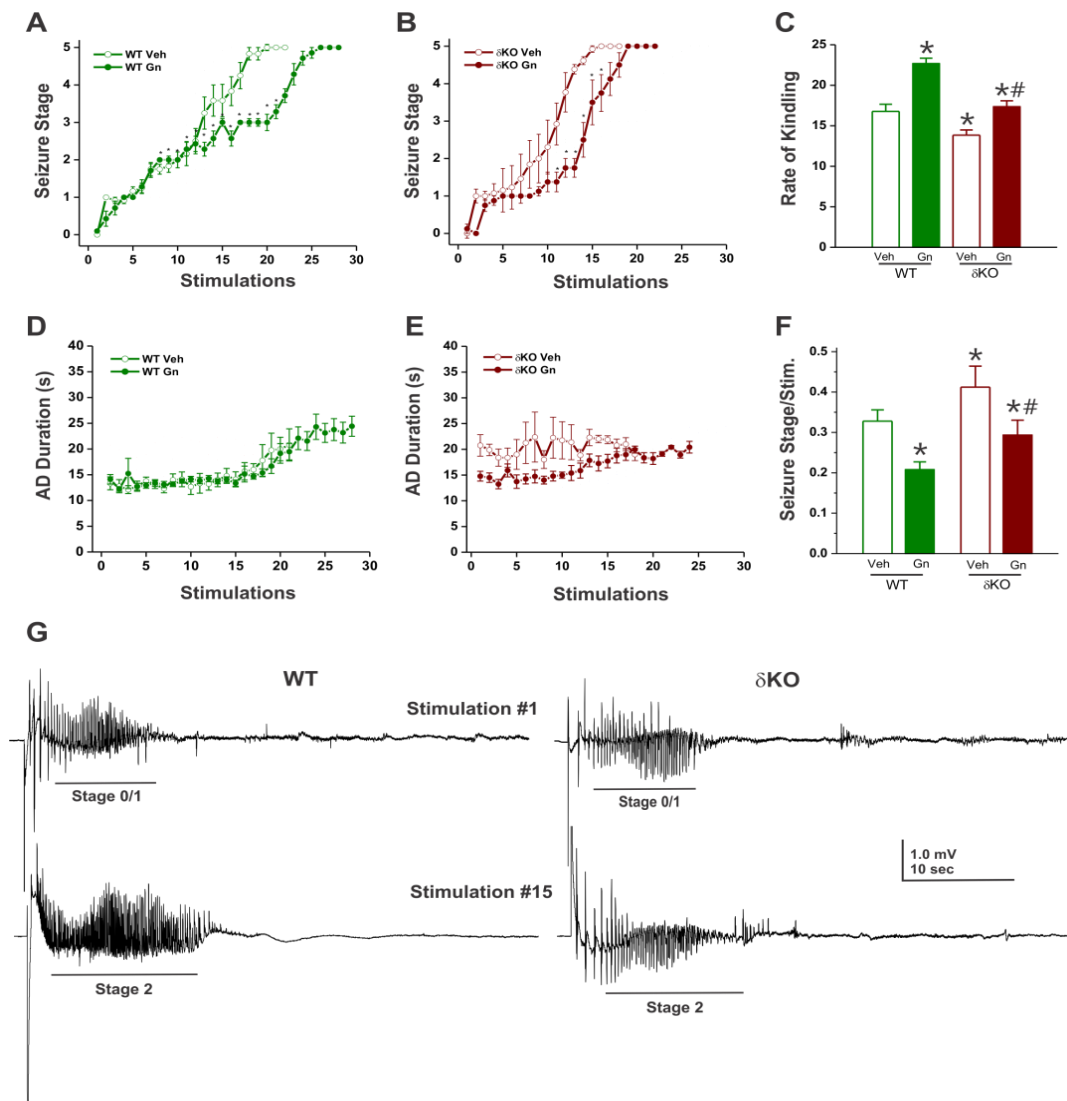 A
WT Veh
WT Gn
Seizure Stage
5
4
3
2
1
0
0 5 10 15 20 25 30
Stimulations
B
δKO Veh
δKO Gn
Seizure Stage
5
4
3
2
1
0
0 5 10 15 20 25 30
Stimulations
C
Rate of Kindling
25
20
15
10
5
0
*
*
*#
Veh Gn Veh Gn
WT δKO
D
WT Veh
WT Gn
AD Duration (s)
40
35
30
25
20
15
10
5
0
0 5 10 15 20 25 30
Stimulations
E
δKO Veh
δKO Gn
AD Duration (s)
40
35
30
25
20
15
10
5
0
0 5 10 15 20 25 30
Stimulations
F
Seizure Stage/Stim.
0.5
0.4
0.3
0.2
0.1
0.0
*
*
*#
Veh Gn Veh Gn
WT δKO
G
WT
δKO
Stimulation #1
Stage 0/1
Stage 0/1
1.0 mV
10 sec
Stimulation #15
Stage 2
Stage 2